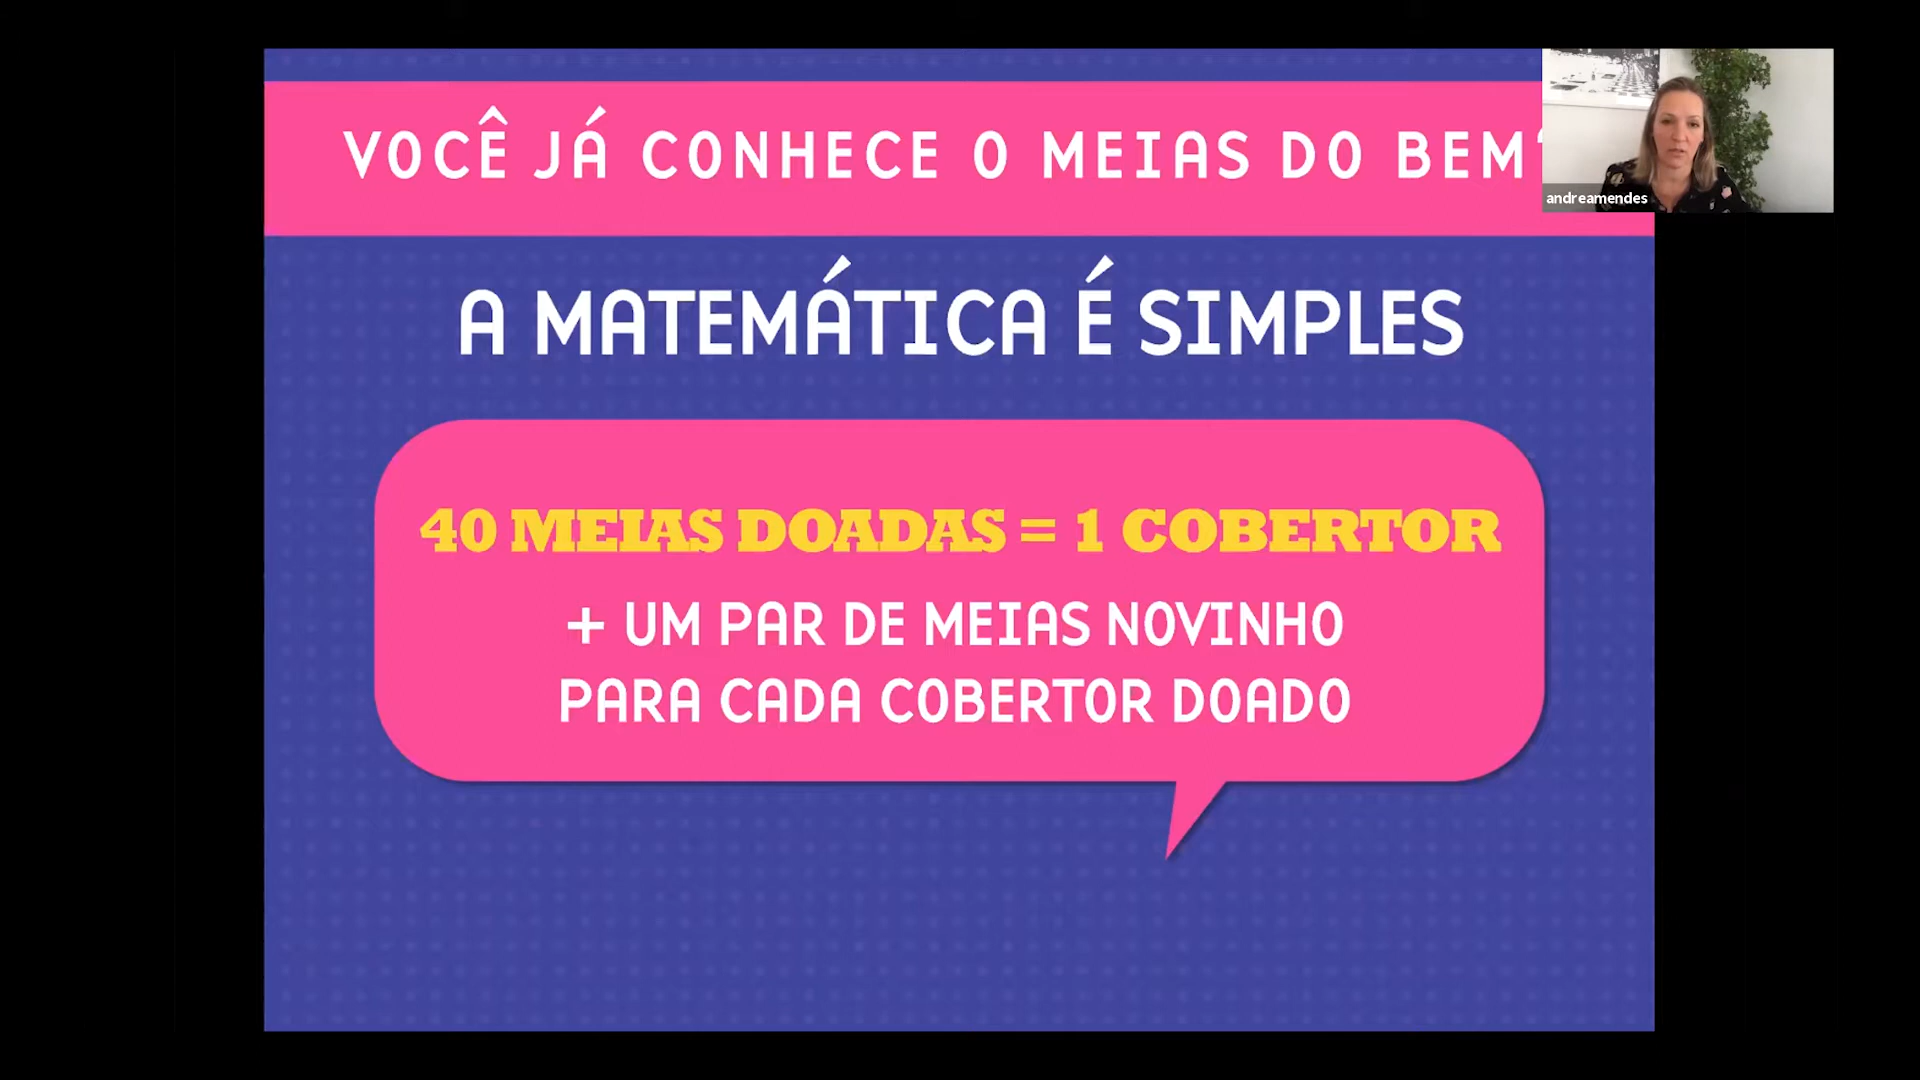 VOCÊ JÁ CONHECE O MEIAS DO BEM?
andreamendes
A MATEMÁTICA É SIMPLES
40 MEIAS DOADAS = 1 COBERTOR
+ UM PAR DE MEIAS NOVINHO
PARA CADA COBERTOR DOADO